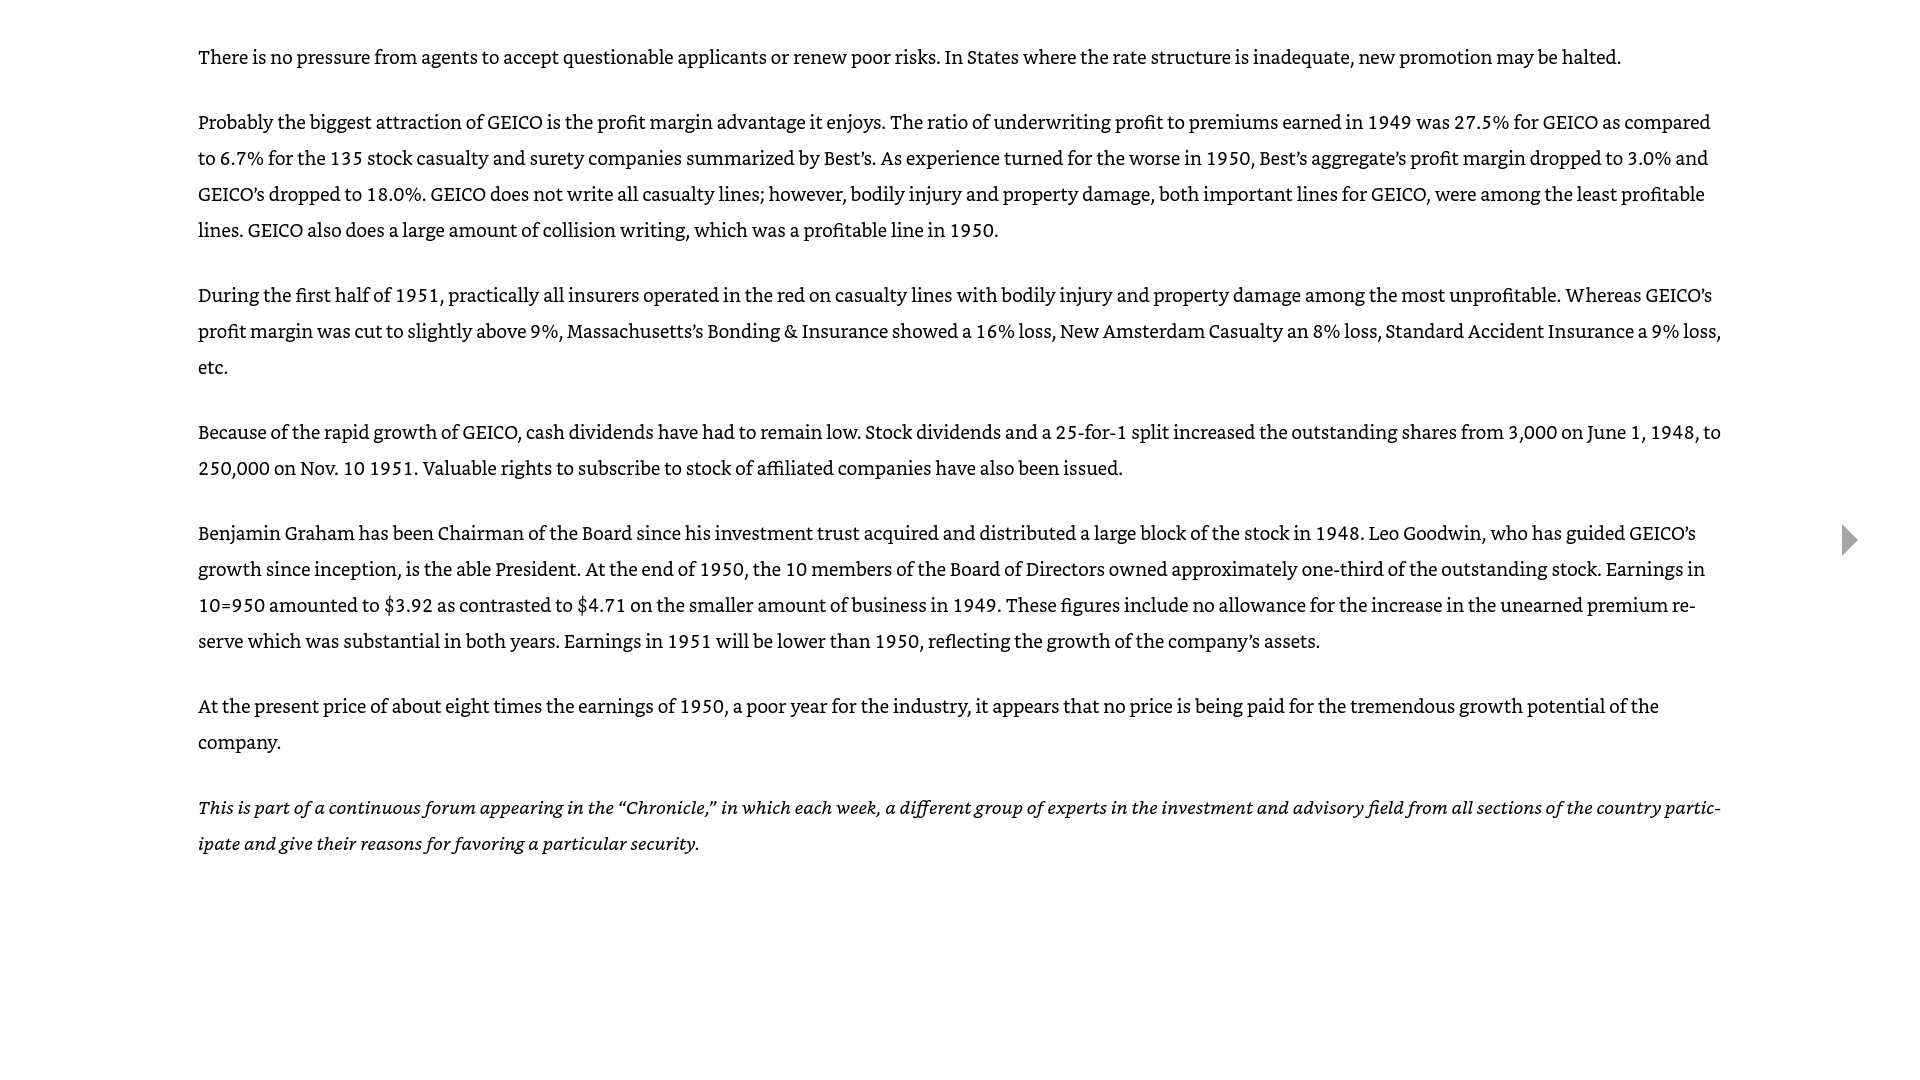 There is no pressure from agents to accept questionable applicants or renew poor risks. In States where the rate structure is inadequate, new promotion may be halted.
Probably the biggest attraction of GEICO is the profit margin advantage it enjoys. The ratio of underwriting profit to premiums earned in 1949 was 27.5% for GEICO as compared
to 6.7% for the 135 stock casualty and surety companies summarized by Best’s. As experience turned for the worse in 1950, Best’s aggregate’s profit margin dropped to 3.0% and
GEICO’s dropped to 18.0%. GEICO does not write all casualty lines; however, bodily injury and property damage, both important lines for GEICO, were among the least profitable
lines. GEICO also does a large amount of collision writing, which was a profitable line in 1950.
During the first half of 1951, practically all insurers operated in the red on casualty lines with bodily injury and property damage among the most unprofitable. Whereas GEICO’s
profit margin was cut to slightly above 9%, Massachusetts’s Bonding & Insurance showed a 16% loss, New Amsterdam Casualty an 8% loss, Standard Accident Insurance a 9% loss,
etc.
Because of the rapid growth of GEICO, cash dividends have had to remain low. Stock dividends and a 25-for-1 split increased the outstanding shares from 3,000 on June 1, 1948, to
250,000 on Nov. 10 1951. Valuable rights to subscribe to stock of affiliated companies have also been issued.
Benjamin Graham has been Chairman of the Board since his investment trust acquired and distributed a large block of the stock in 1948. Leo Goodwin, who has guided GEICO’s
growth since inception, is the able President. At the end of 1950, the 10 members of the Board of Directors owned approximately one-third of the outstanding stock. Earnings in
10=950 amounted to $3.92 as contrasted to $4.71 on the smaller amount of business in 1949. These figures include no allowance for the increase in the unearned premium re-
serve which was substantial in both years. Earnings in 1951 will be lower than 1950, reflecting the growth of the company’s assets.
At the present price of about eight times the earnings of 1950, a poor year for the industry, it appears that no price is being paid for the tremendous growth potential of the
company.
This is part of a continuous forum appearing in the “Chronicle,” in which each week, a different group of experts in the investment and advisory field from all sections of the country partic-
ipate and give their reasons for favoring a particular security.